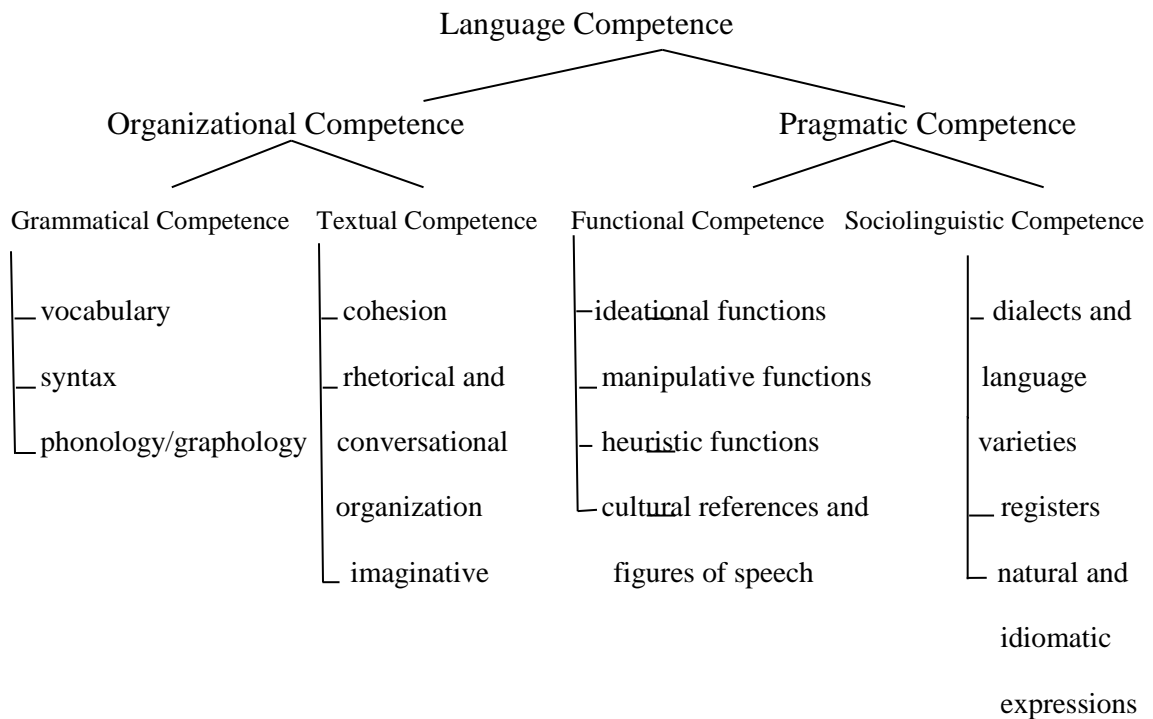 Language Competence
Organizational Competence
Pragmatic Competence
Grammatical Competence
Textual Competence
Functional Competence
Sociolinguistic Competence
vocabulary
syntax
phonology/graphology
cohesion
rhetorical and
conversational
organization
imaginative
ideational functions
manipulative functions
heuristic functions
cultural references and
figures of speech
dialects and
language
varieties
registers
natural and
idiomatic
expressions